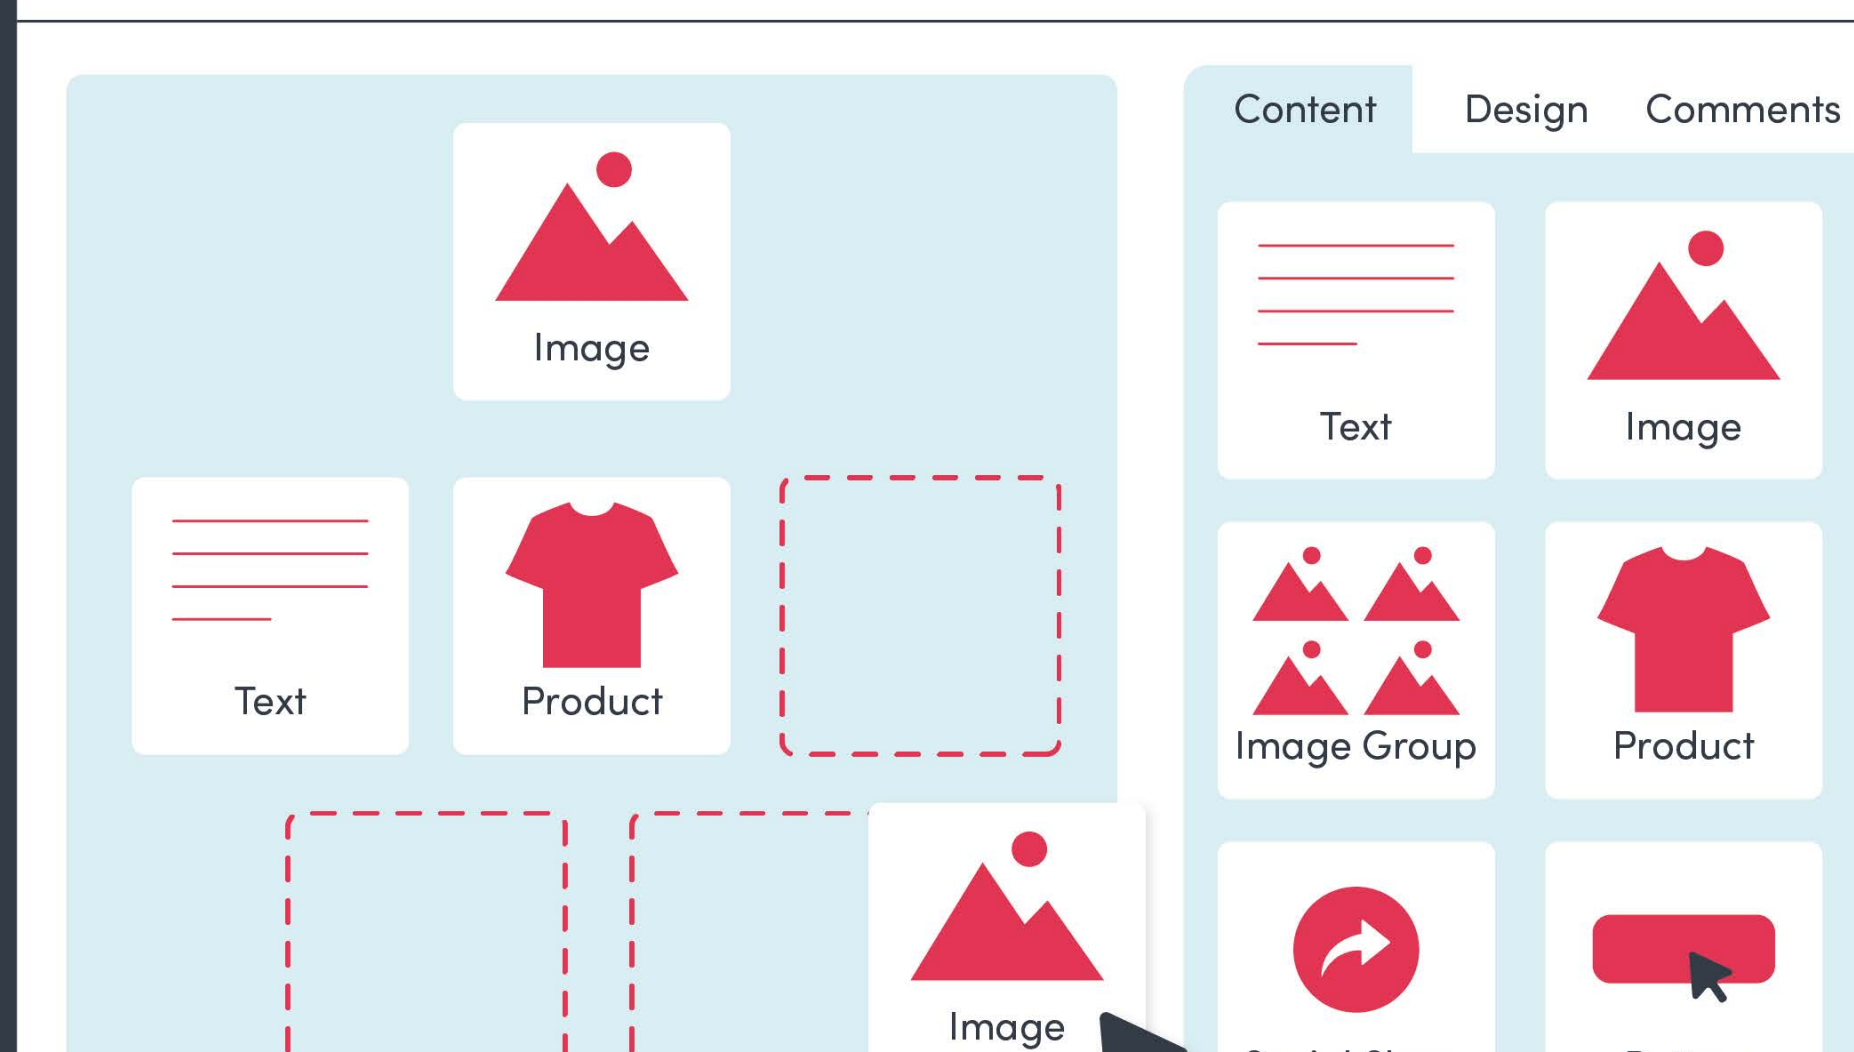 Content Design Comments
Image
Text
Image
Text
Product
Image Group
Product
Image